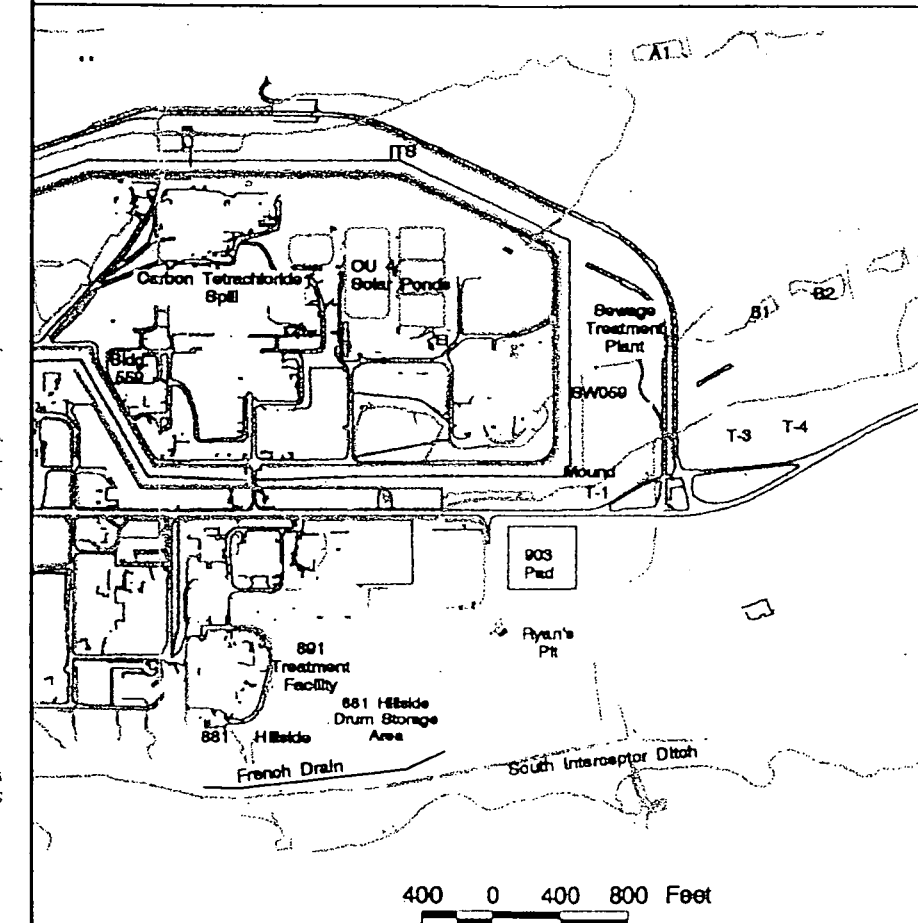 A1
IT8
Carbon Tetrachloride
Spill
OU 4
Solar Ponds
B1
B2
Sewage
Treatment
Plant
Bldg.
559
SW059
T-3
T-4
Mound
T-1
903
Pad
Ryan's
Pit
891
Treatment
Facility
881 Hillside
Drum Storage
Area
881 Hillside
French Drain
South Interceptor Ditch
400 0 400 800 Feet